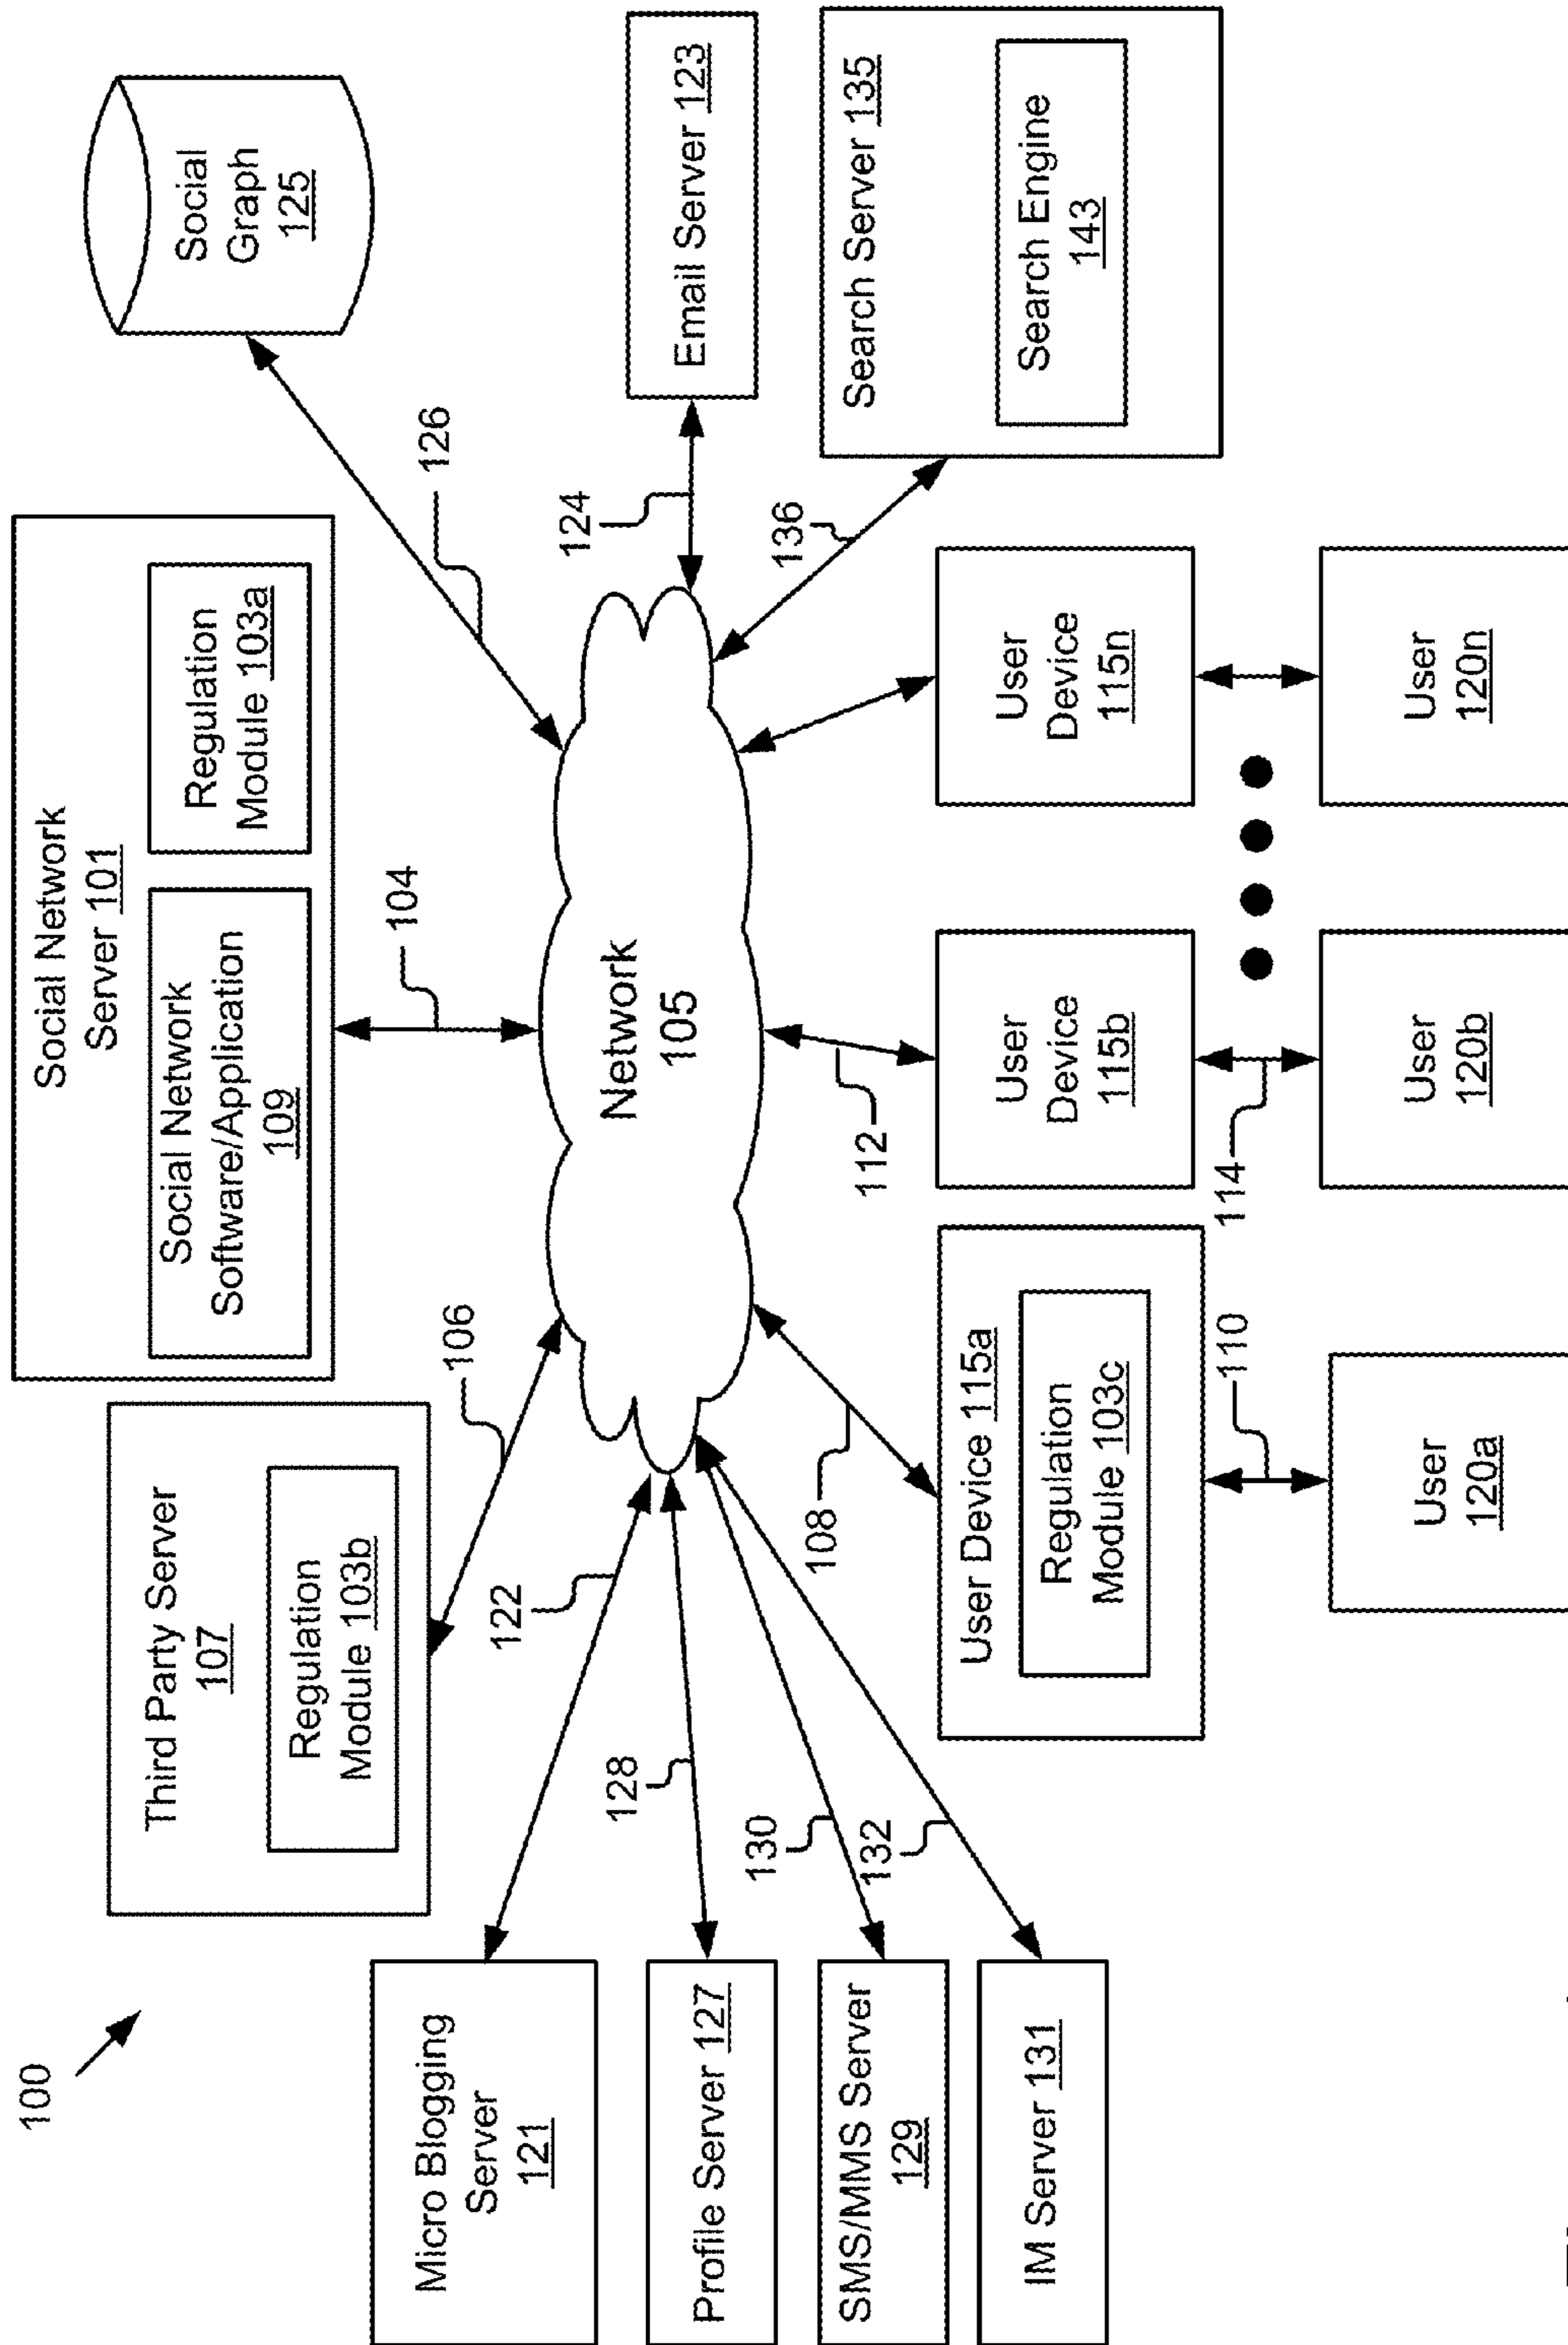 100
Social Network
Server 101
Social Network
Software/Application
109
Regulation
Module 103a
Third Party Server
107
Regulation
Module 103b
Social
Graph
125
106
104
126
Micro Blogging
Server
121
122
Network
105
124
Email Server 123
Profile Server 127
128
136
Search Server 135
Search Engine
143
SMS/MMS Server
129
130
132
108
112
IM Server 131
User Device 115a
Regulation
Module 103c
User
Device
115b
User
Device
115n
110
114
User
120a
User
120b
User
120n